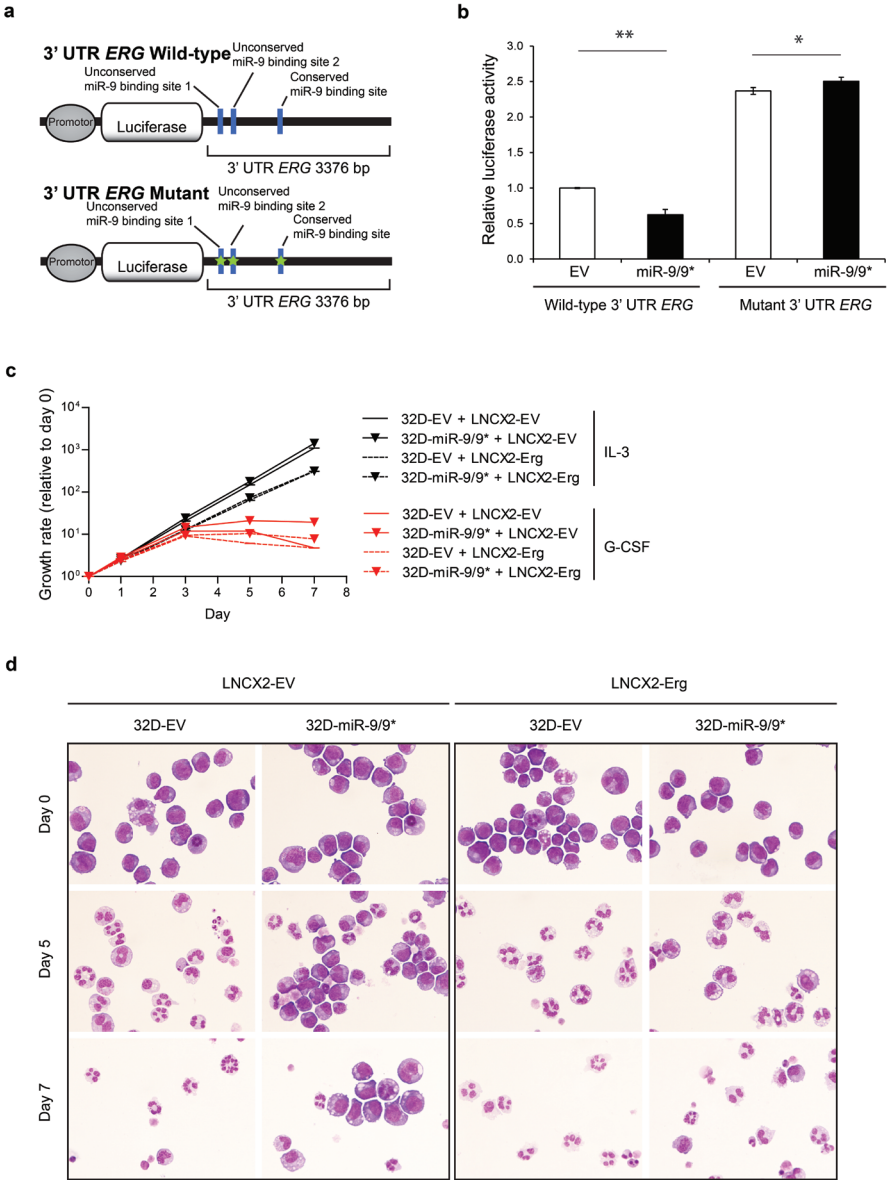 a
3’ UTR ERG Wild-type
Unconserved
miR-9 binding site 1
Unconserved
miR-9 binding site 2
Conserved
miR-9 binding site
Promotor
Luciferase
3’ UTR ERG 3376 bp
3’ UTR ERG Mutant
Unconserved
miR-9 binding site 1
Unconserved
miR-9 binding site 2
Conserved
miR-9 binding site
Promotor
Luciferase
3’ UTR ERG 3376 bp
b
Relative luciferase activity
3.0
2.5
2.0
1.5
1.0
0.5
0.0
**
*
EV
miR-9/9*
EV
miR-9/9*
Wild-type 3’ UTR ERG
Mutant 3’ UTR ERG
c
Growth rate (relative to day 0)
10⁴
10³
10²
10¹
10⁰
0 1 2 3 4 5 6 7 8
Day
32D-EV + LNCX2-EV
32D-miR-9/9* + LNCX2-EV
32D-EV + LNCX2-Erg
32D-miR-9/9* + LNCX2-Erg
IL-3
32D-EV + LNCX2-EV
32D-miR-9/9* + LNCX2-EV
32D-EV + LNCX2-Erg
32D-miR-9/9* + LNCX2-Erg
G-CSF
d
LNCX2-EV
LNCX2-Erg
32D-EV
32D-miR-9/9*
32D-EV
32D-miR-9/9*
Day 0
Day 5
Day 7